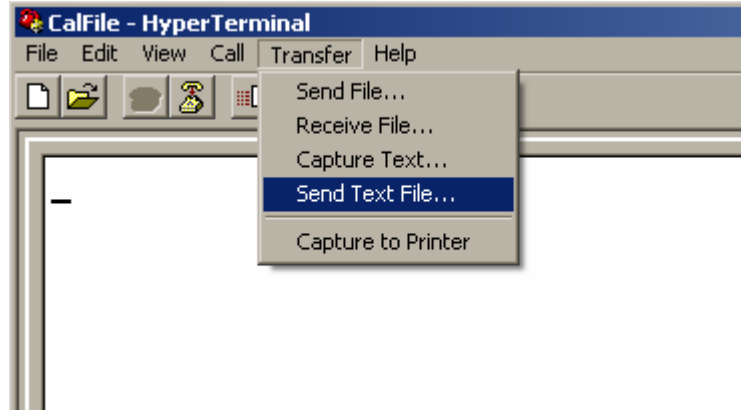 CalFile - HyperTerminal
File Edit View Call Transfer Help
Send File...
Receive File...
Capture Text...
Send Text File...
Capture to Printer